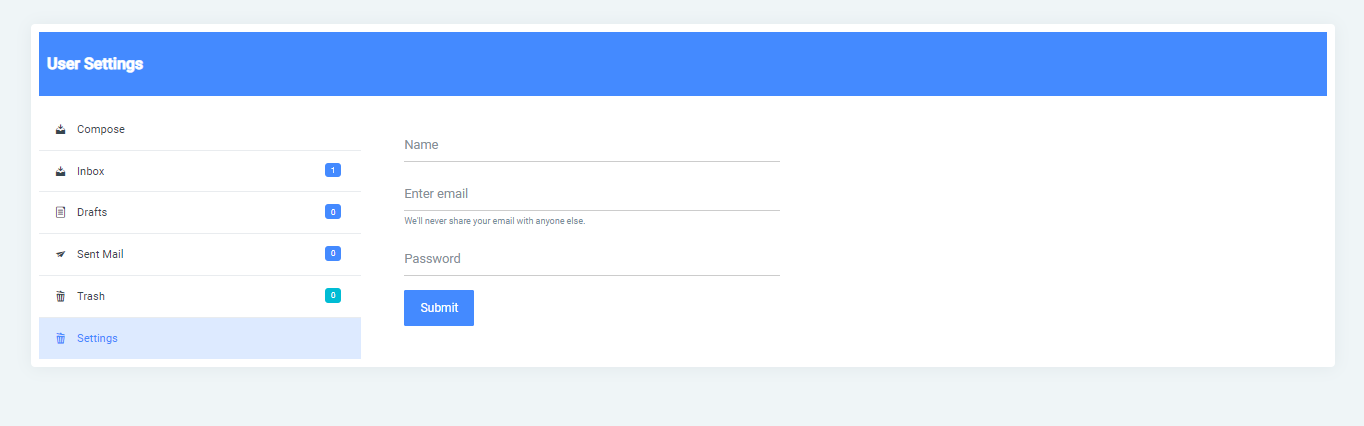 User Settings
Compose
Inbox 1
Drafts 0
Sent Mail 0
Trash 0
Settings
Name
Enter email
We'll never share your email with anyone else.
Password
Submit